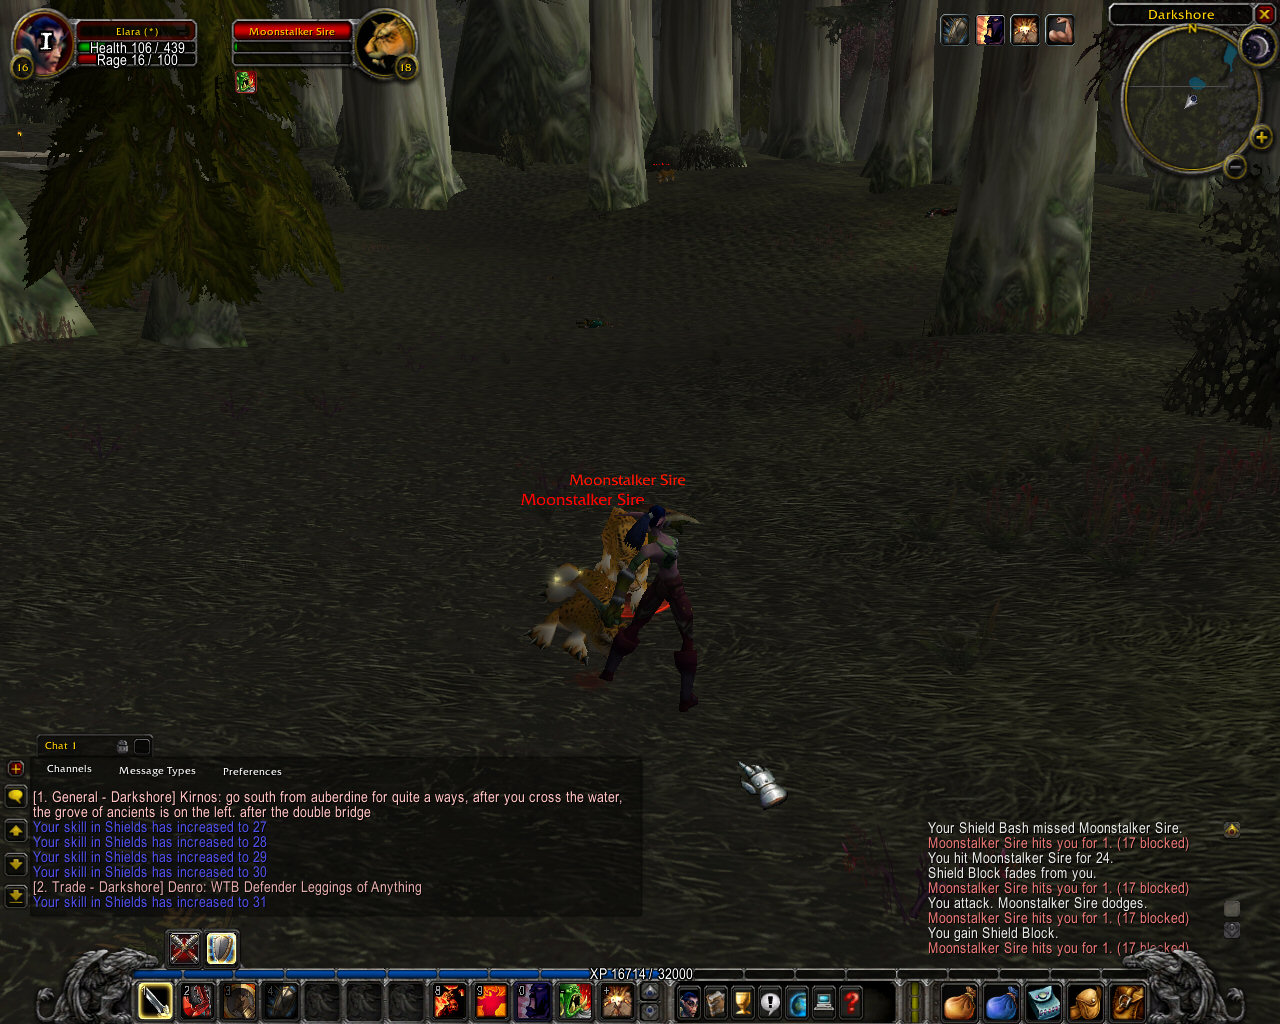 Elara (*)
Health 106 / 439
Rage 16 / 100
16
Moonstalker Sire
18
Darkshore
N
Moonstalker Sire
Moonstalker Sire
Chat 1
Channels
Message Types
Preferences
[1. General - Darkshore] Kirnos: go south from auberdine for quite a ways, after you cross the water,
the grove of ancients is on the left. after the double bridge
Your skill in Shields has increased to 27
Your skill in Shields has increased to 28
Your skill in Shields has increased to 29
Your skill in Shields has increased to 30
[2. Trade - Darkshore] Denro: WTB Defender Leggings of Anything
Your skill in Shields has increased to 31
Your Shield Bash missed Moonstalker Sire.
Moonstalker Sire hits you for 1. (17 blocked)
You hit Moonstalker Sire for 24.
Shield Block fades from you.
Moonstalker Sire hits you for 1. (17 blocked)
You attack. Moonstalker Sire dodges.
Moonstalker Sire hits you for 1. (17 blocked)
You gain Shield Block.
Moonstalker Sire hits you for 1. (17 blocked)
XP 16714 / 32000
2
3
4
8
9
0